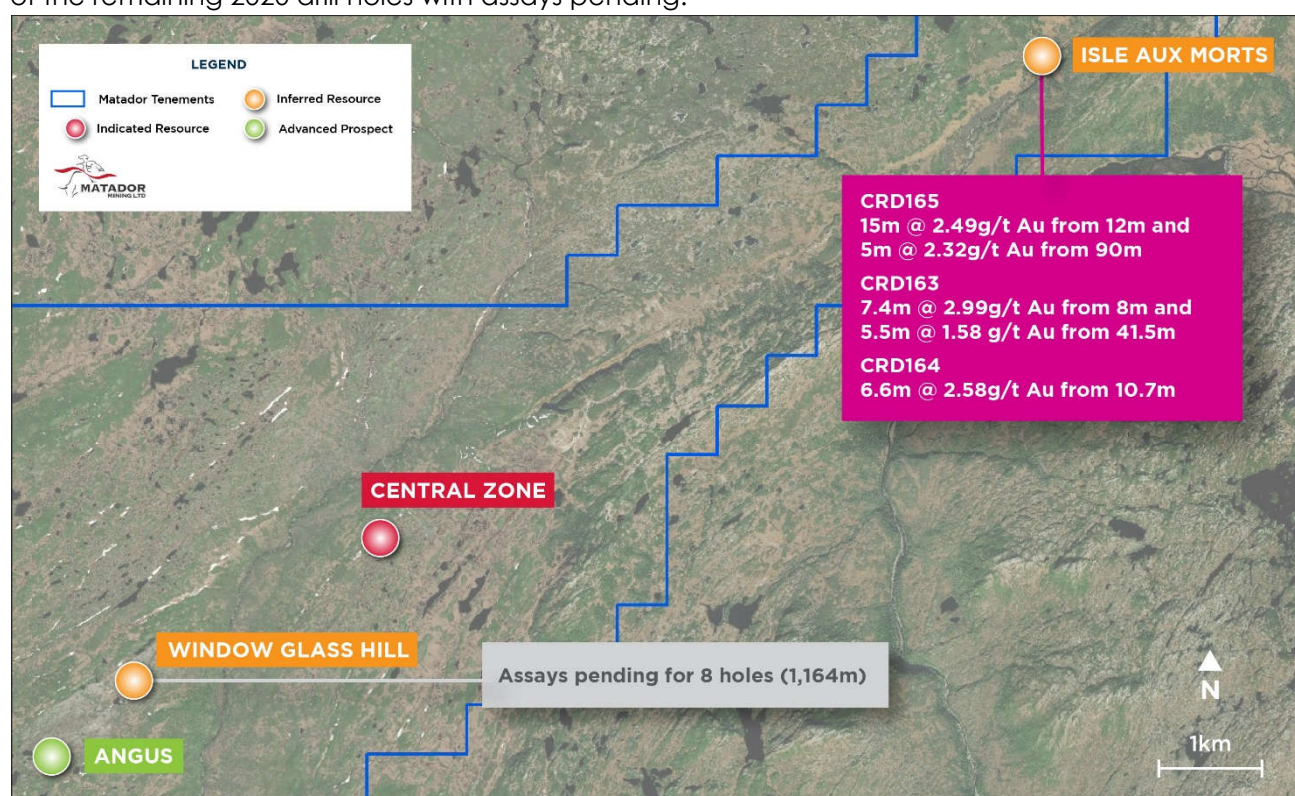 of the remaining 2020 drill holes with assays pending.
LEGEND
Matador Tenements
Inferred Resource
Indicated Resource
Advanced Prospect
MATADOR
MINING LTD
ISLE AUX MORTS
CRD165
15m @ 2.49g/t Au from 12m and
5m @ 2.32g/t Au from 90m
CRD163
7.4m @ 2.99g/t Au from 8m and
5.5m @ 1.58 g/t Au from 41.5m
CRD164
6.6m @ 2.58g/t Au from 10.7m
CENTRAL ZONE
WINDOW GLASS HILL
Assays pending for 8 holes (1,164m)
ANGUS
N
1km